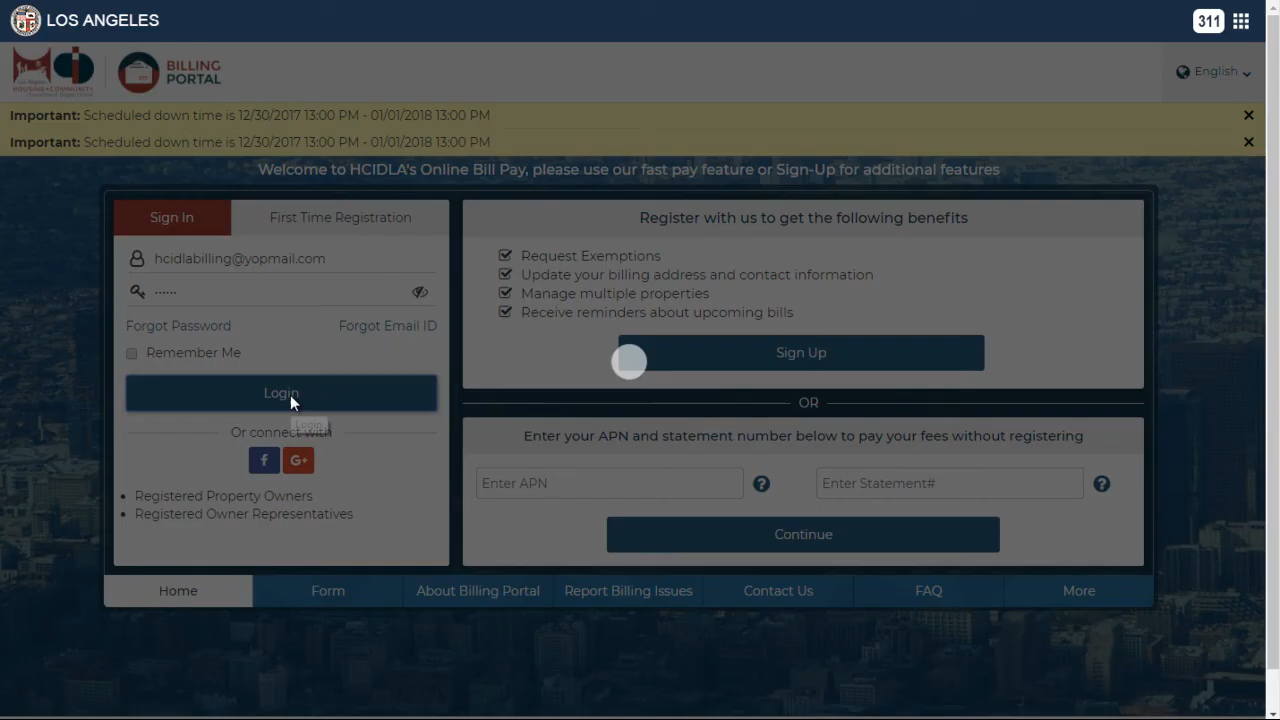 LOS ANGELES
311
BILLING
PORTAL
HOUSING+COMMUNITY
English
Important: Scheduled down time is 12/30/2017 13:00 PM - 01/01/2018 13:00 PM
Important: Scheduled down time is 12/30/2017 13:00 PM - 01/01/2018 13:00 PM
Welcome to HCIDLA's Online Bill Pay, please use our fast pay feature or Sign-Up for additional features
Sign In
First Time Registration
hcidlabilling@yopmail.com
Forgot Password
Forgot Email ID
Remember Me
Login
Login
Or connect with
f
G+
Registered Property Owners
Registered Owner Representatives
Register with us to get the following benefits
Request Exemptions
Update your billing address and contact information
Manage multiple properties
Receive reminders about upcoming bills
Sign Up
OR
Enter your APN and statement number below to pay your fees without registering
Enter APN
?
Enter Statement#
?
Continue
Home
Form
About Billing Portal
Report Billing Issues
Contact Us
FAQ
More